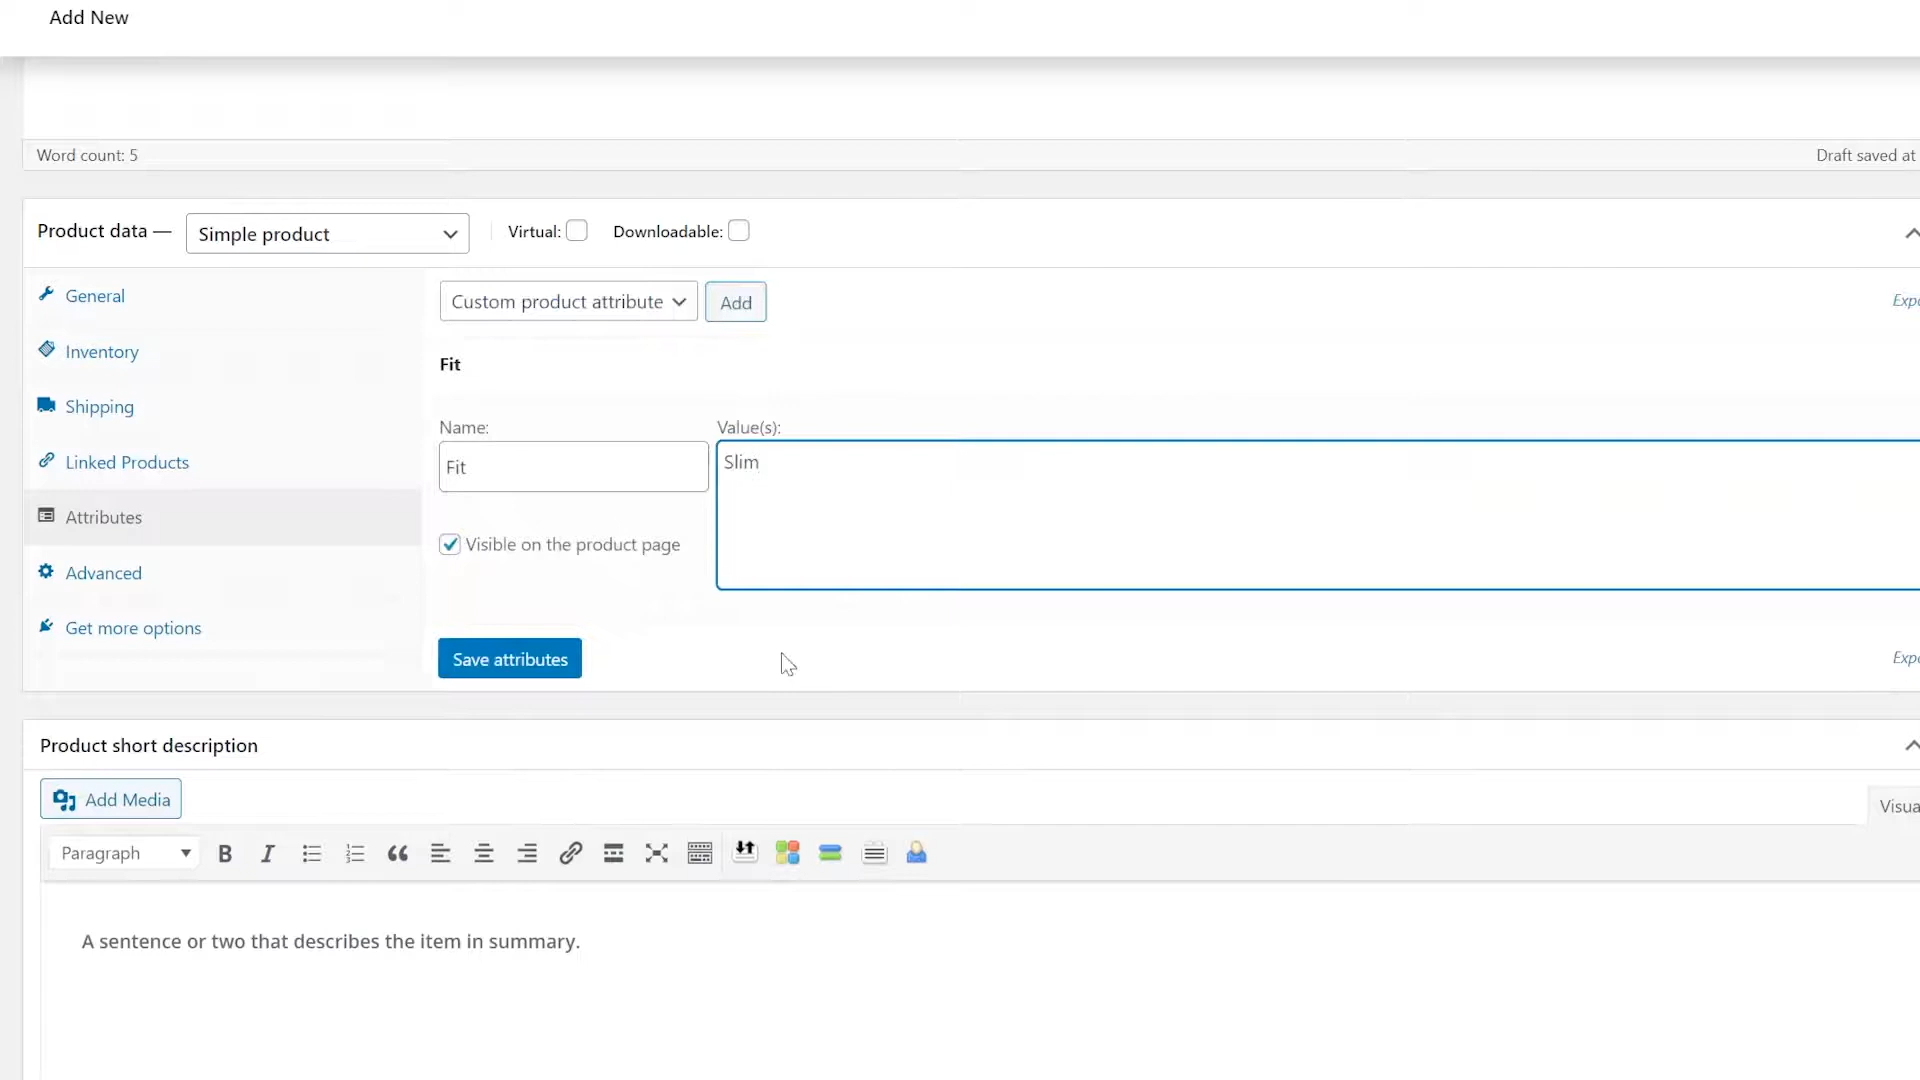 Add New
Word count: 5
Draft saved at
Product data —
Simple product
Virtual:
Downloadable:
General
Inventory
Shipping
Linked Products
Attributes
Advanced
Get more options
Custom product attribute
Add
Fit
Name:
Value(s):
Fit
Slim
Visible on the product page
Save attributes
Product short description
Add Media
Paragraph
A sentence or two that describes the item in summary.